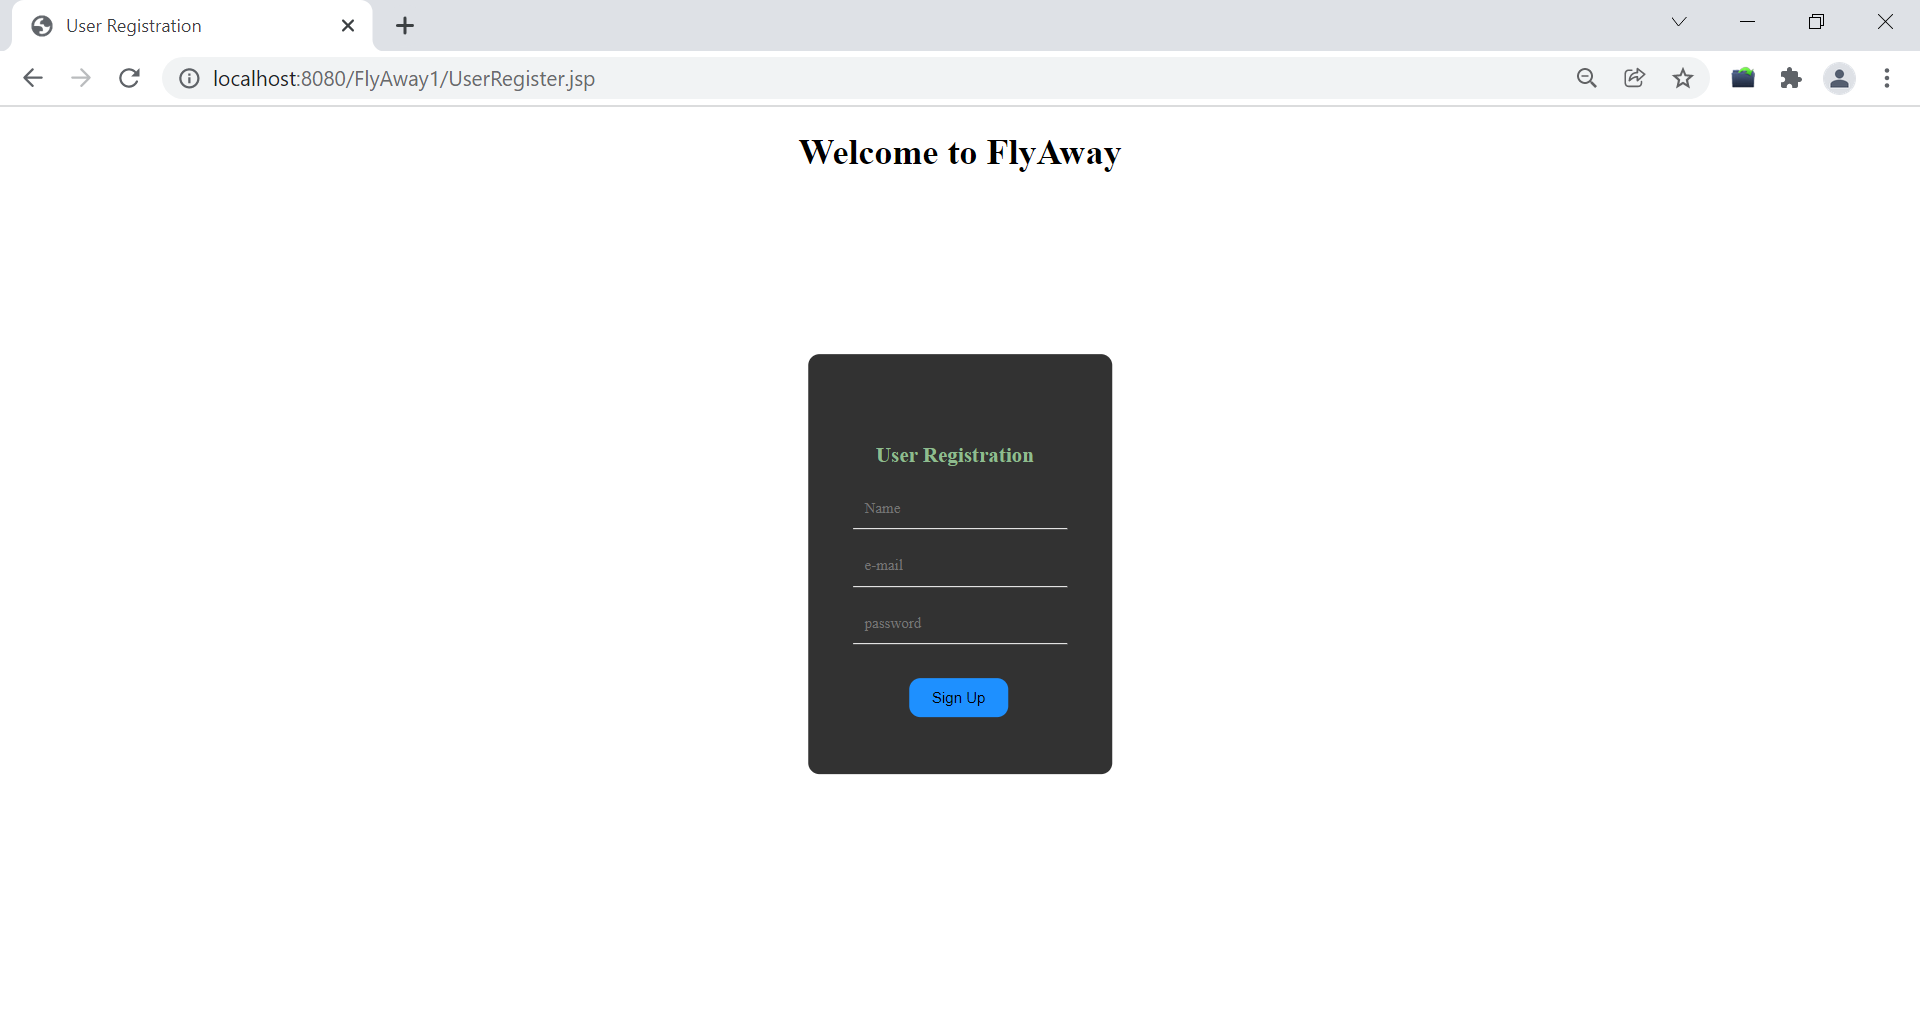 User Registration
localhost:8080/FlyAway1/UserRegister.jsp
Welcome to FlyAway
User Registration
Name
e-mail
password
Sign Up